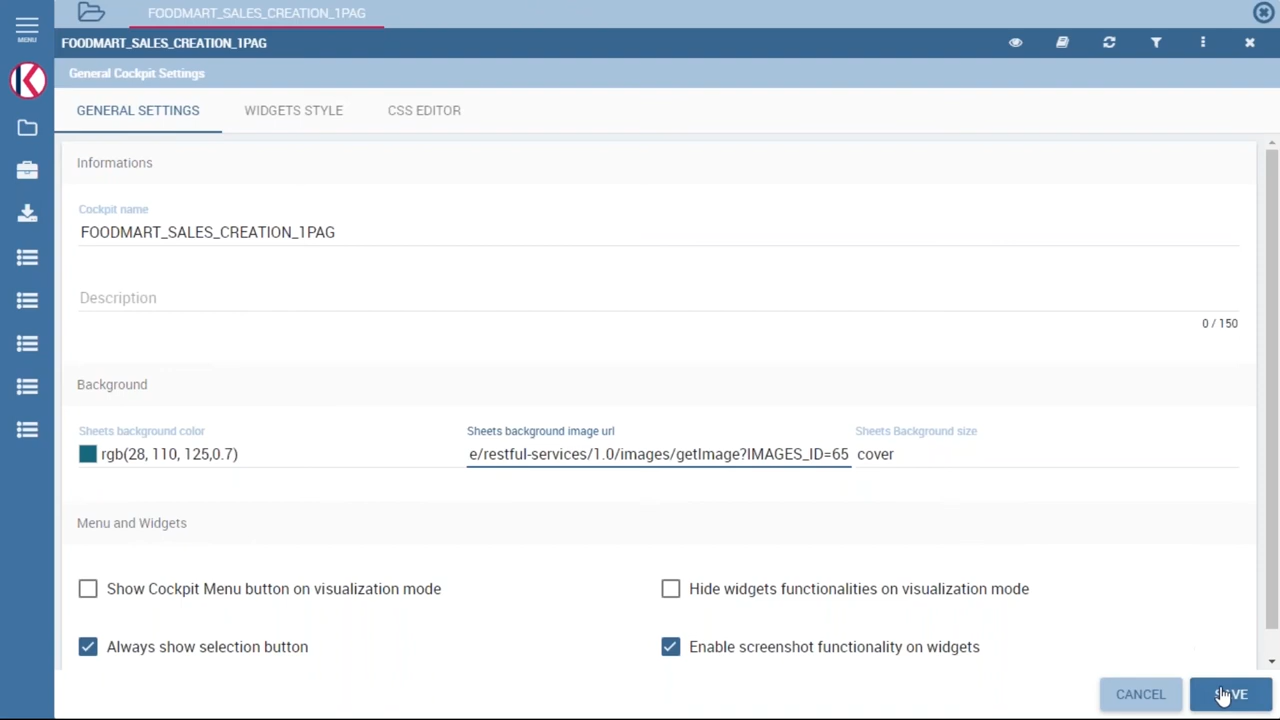 FOODMART_SALES_CREATION_1PAG
MENU
FOODMART_SALES_CREATION_1PAG
General Cockpit Settings
GENERAL SETTINGS WIDGETS STYLE CSS EDITOR
Informations
Cockpit name
FOODMART_SALES_CREATION_1PAG
Description
0 / 150
Background
Sheets background color Sheets background image url Sheets Background size
rgb(28, 110, 125,0.7) e/restful-services/1.0/images/getImage?IMAGES_ID=65 cover
Menu and Widgets
Show Cockpit Menu button on visualization mode Hide widgets functionalities on visualization mode
Always show selection button Enable screenshot functionality on widgets
CANCEL SAVE